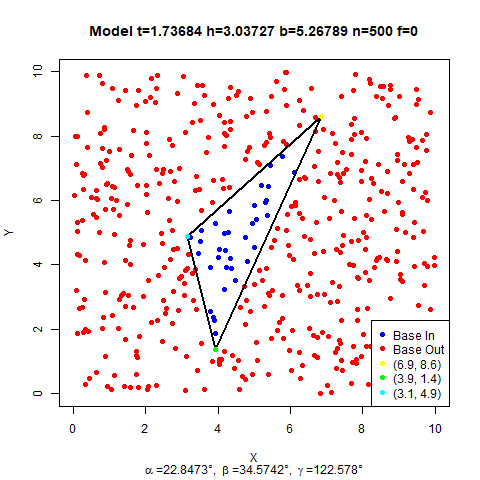 Model t=1.73684 h=3.03727 b=5.26789 n=500 f=0
10
8
6
4
2
0
Y
Base In
Base Out
(6.9, 8.6)
(3.9, 1.4)
(3.1, 4.9)
0 2 4 6 8 10
X
α=22.8473°, β=34.5742°, γ=122.578°